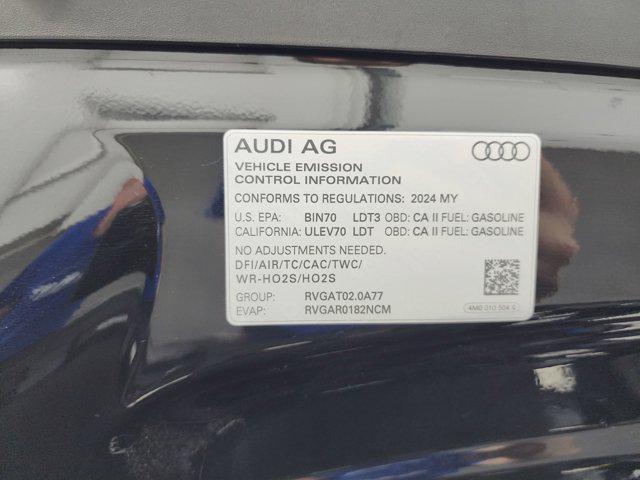 AUDI AG
VEHICLE EMISSION
CONTROL INFORMATION
CONFORMS TO REGULATIONS: 2024 MY
U.S. EPA: BIN70 LDT3 OBD: CA II FUEL: GASOLINE
CALIFORNIA: ULEV70 LDT OBD: CA II FUEL: GASOLINE
NO ADJUSTMENTS NEEDED.
DFI/AIR/TC/CAC/TWC/
WR-HO2S/HO2S
GROUP: RVGAT02.0A77
EVAP: RVGAR0182NCM
4M0 010 504